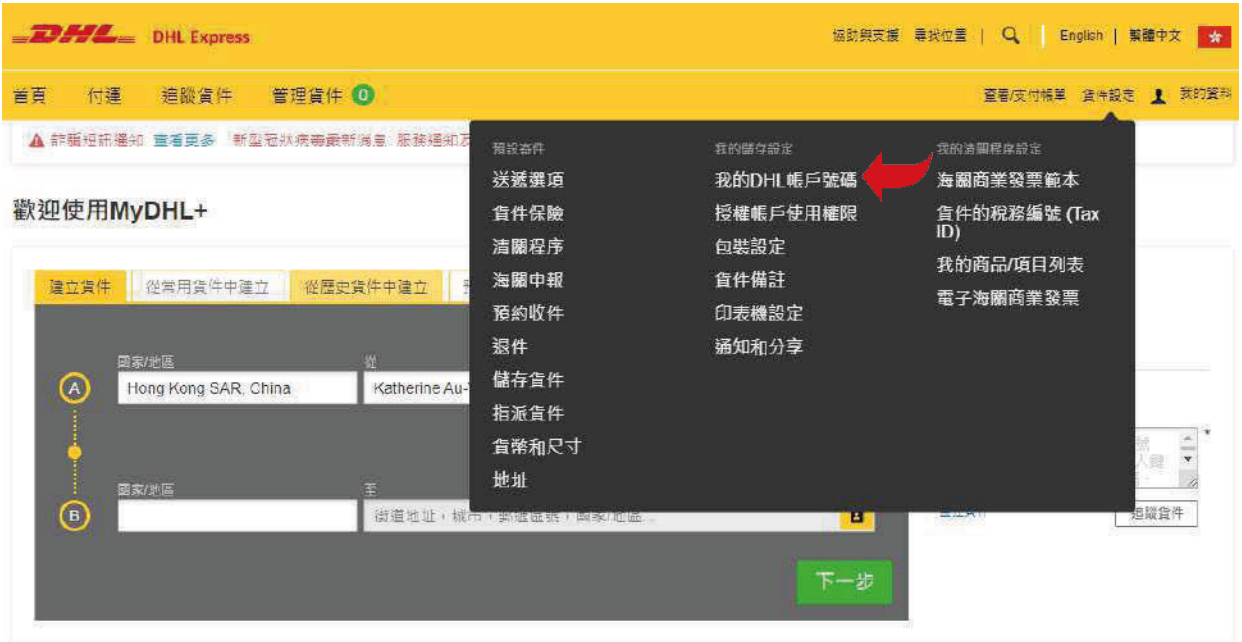 DHL DHL Express
協助與支援 尋找位置 | English | 繁體中文
首頁 付運 追蹤貨件 管理貨件 0
查看/支付帳單 貨件設定 我的資料
詐騙短訊通知 查看更多 新型冠狀病毒最新消息 服務通知及
歡迎使用MyDHL+
預設寄件
送遞選項
貨件保險
清關程序
海關申報
預約收件
退件
儲存貨件
指派貨件
貨幣和尺寸
地址
我的儲存設定
我的DHL帳戶號碼
授權帳戶使用權限
包裝設定
貨件備註
印表機設定
通知和分享
我的清關程序設定
海關商業發票範本
貨件的稅務編號 (Tax
ID)
我的商品/項目列表
電子海關商業發票
建立貨件 從常用貨件中建立 從歷史貨件中建立
國家/地區 從
A Hong Kong SAR, China Katherine Au-
國家/地區 至
B 街道地址，城市，郵遞區號，國家/地區...
下一步
追蹤貨件